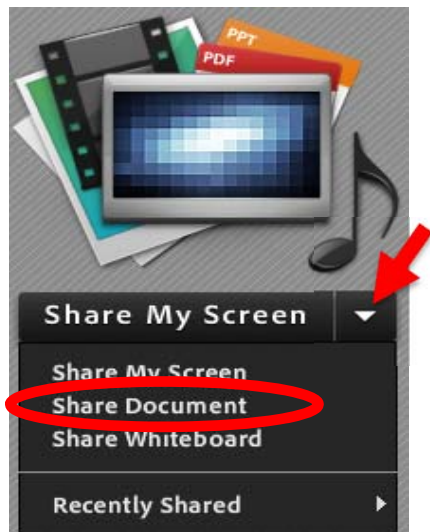 PPT
PDF
Share My Screen
Share My Screen
Share Document
Share Whiteboard
Recently Shared